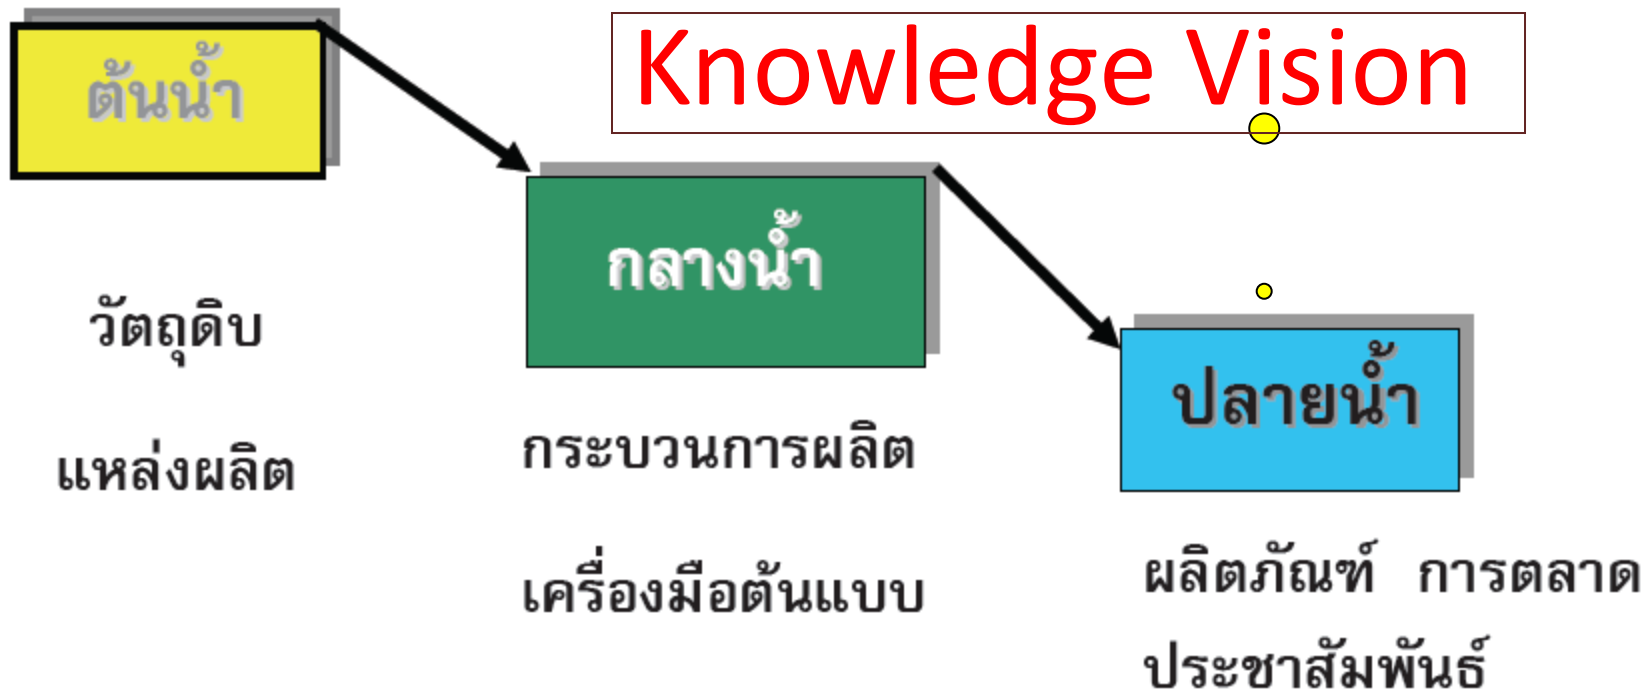 Knowledge Vision
ต้นน้ำ
วัตถุดิบ
แหล่งผลิต
กลางน้ำ
กระบวนการผลิต
เครื่องมือต้นแบบ
ปลายน้ำ
ผลิตภัณฑ์ การตลาด
ประชาสัมพันธ์